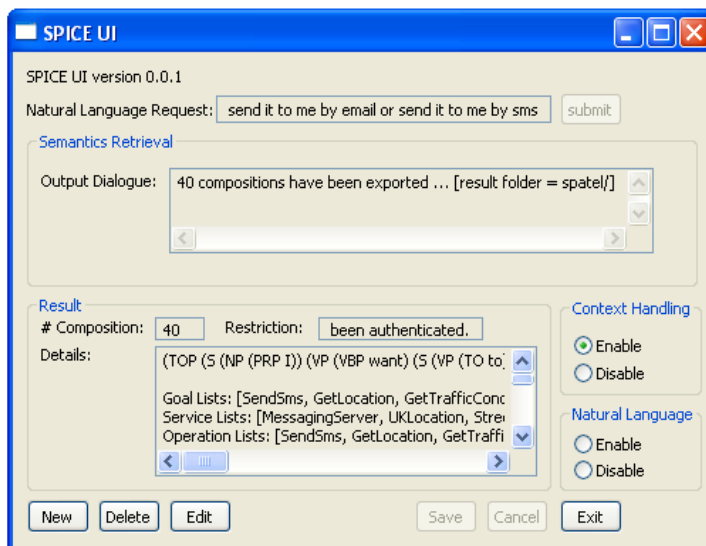 SPICE UI
SPICE UI version 0.0.1
Natural Language Request: send it to me by email or send it to me by sms submit
Semantics Retrieval
Output Dialogue: 40 compositions have been exported ... [result folder = spatel/]
Result
# Composition: 40 Restriction: been authenticated.
Details: (TOP (S (NP (PRP I)) (VP (VBP want) (S (VP (TO to)
Goal Lists: [SendSms, GetLocation, GetTrafficConc
Service Lists: [MessagingServer, UKLocation, Stree
Operation Lists: [SendSms, GetLocation, GetTraffi
Context Handling
Enable
Disable
Natural Language
Enable
Disable
New Delete Edit Save Cancel Exit